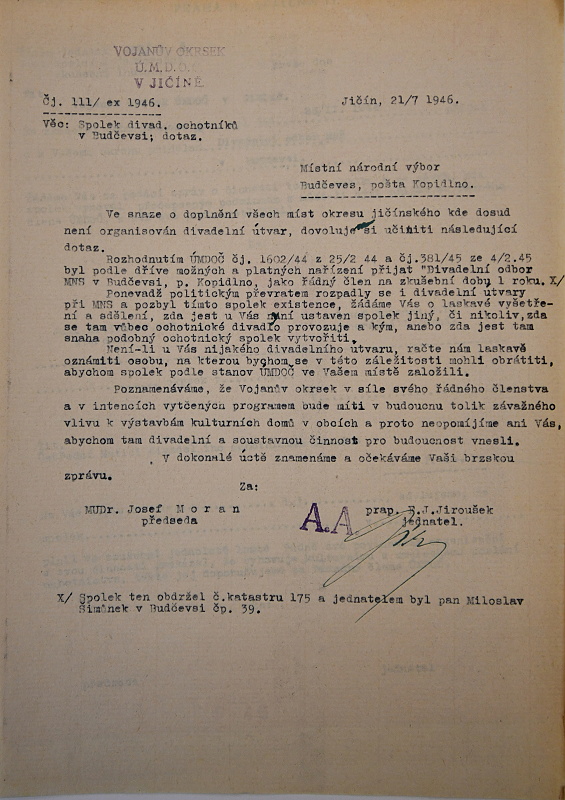 VOJANŮV OKRSEK
Ú.M.D.O.Č.
V JIČÍNĚ
Čj. 111/ ex 1946.
Jičín, 21/7 1946.
Věc: Spolek divad. ochotníků
v Budčevsi; dotaz.
Místní národní výbor
Budčeves, pošta Kopidlno.
Ve snaze o doplnění všech míst okresu jičínského kde dosud
není organisován divadelní útvar, dovoluje si učiniti následující
dotaz.
Rozhodnutím ÚMDOČ čj. 1602/44 z 25/2 44 a čj.381/45 ze 4/2.45
byl podle dříve možných a platných nařízení přijat "Divadelní odbor
MNS v Budčevsi, p. Kopidlno, jako řádný člen na zkušební dobu 1 roku. X/
Poněvadž politickým převratem rozpadly se i divadelní utvary
při MNS a pozbyl tímto spolek existence, žádáme Vás o laskavé vyšetře-
ní a sdělení, zda jest u Vás nyní ustaven spolek jiný, či nikoliv, zda
se tam vůbec ochotnické divadlo provozuje a kým, anebo zda jest tam
snaha podobný ochotnický spolek vytvořiti.
Není-li u Vás nijakého divadelního utvaru, račte nám laskavě
oznámiti osobu, na kterou bychom se v této záležitosti mohli obrátiti,
abychom spolek podle stanov ÚMDOČ ve Vašem místě založili.
Poznamenáváme, že Vojanův okrsek v síle svého řádného členstva
a v intencích vytčených programem bude míti v budoucnu tolik závažného
vlivu k výstavbám kulturních domů v obcích a proto neopomíjíme ani Vás,
abychom tam divadelní a soustavnou činnost pro budoucnost vnesli.
V dokonalé úctě znamenáme a očekáváme Vaši brzskou
zprávu.
Za:
MUDr. Josef M o r a n
předseda
A.A
prap. R.J.Jiroušek
jednatel.
X/ Spolek ten obdržel č.katastru 175 a jednatelem byl pan Miloslav
Šimůnek v Budčevsi čp. 39.